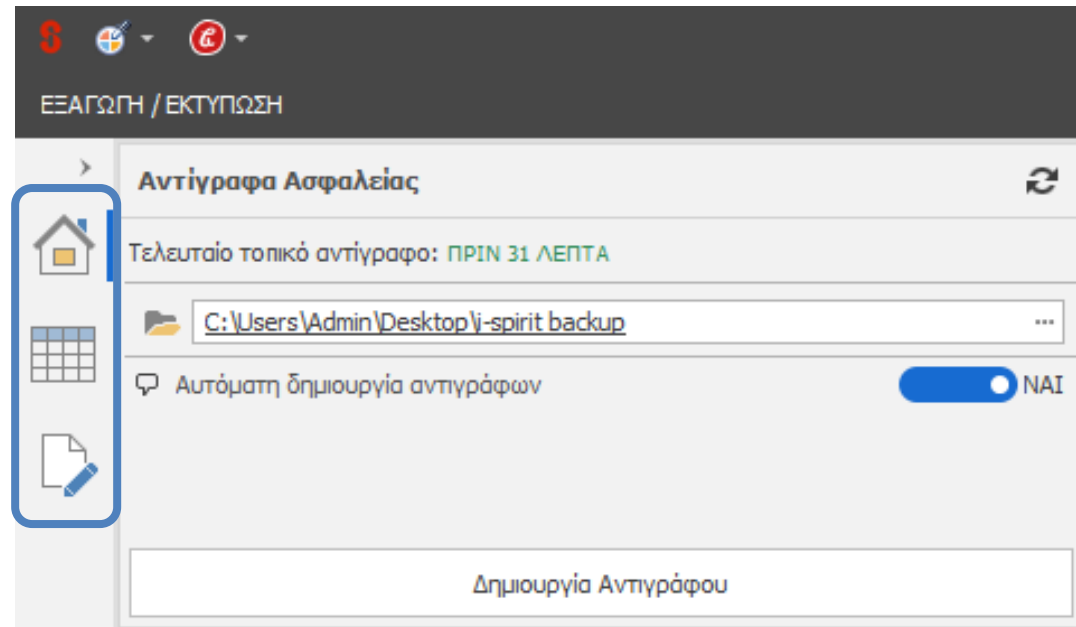 ΕΞΑΓΩΓΗ / ΕΚΤΥΠΩΣΗ
Αντίγραφα Ασφαλείας
Τελευταίο τοπικό αντίγραφο: ΠΡΙΝ 31 ΛΕΠΤΑ
C:\Users\Admin\Desktop\i-spirit backup ...
Αυτόματη δημιουργία αντιγράφων ΝΑΙ
Δημιουργία Αντιγράφου